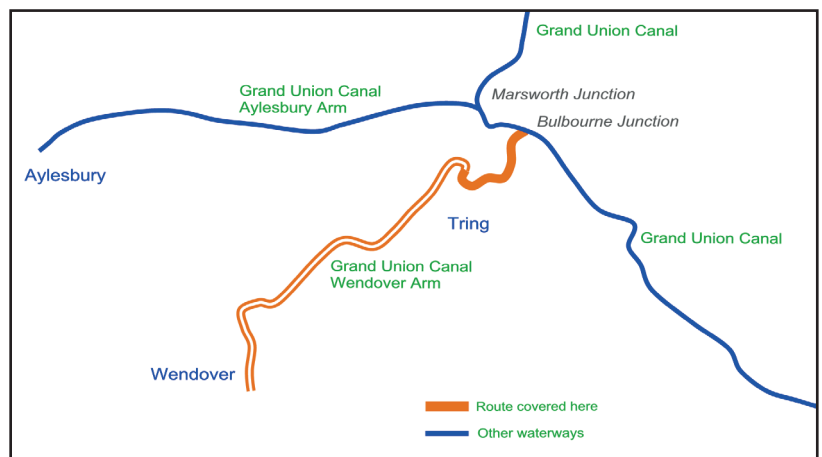 Grand Union Canal
Grand Union Canal
Aylesbury Arm
Marsworth Junction
Bulbourne Junction
Aylesbury
Tring
Grand Union Canal
Grand Union Canal
Wendover Arm
Wendover
Route covered here
Other waterways